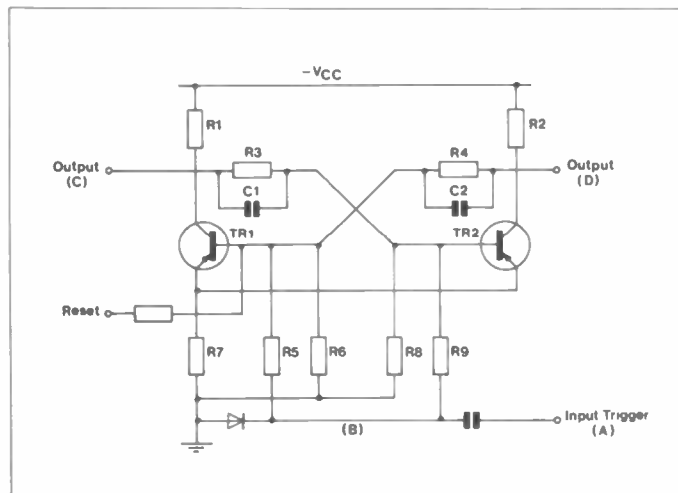 -VCC
R1
R2
R3
R4
Output
(C)
Output
(D)
C1
C2
TR1
TR2
Reset
R7
R5
R6
R8
R9
(B)
Input Trigger
(A)